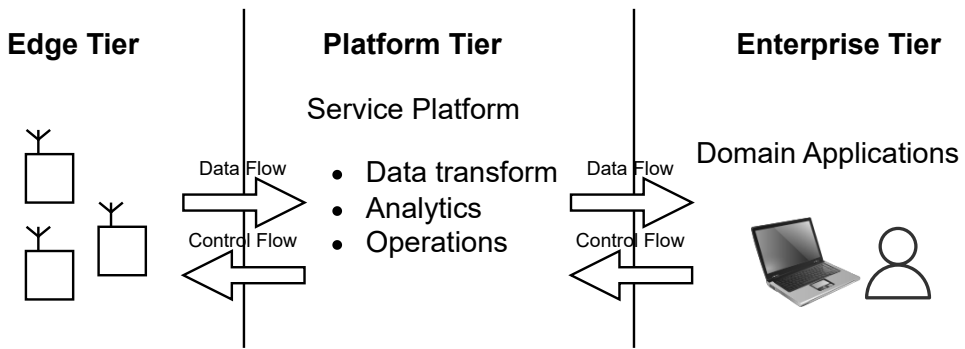 Edge Tier
Platform Tier
Enterprise Tier
Service Platform
Domain Applications
Data Flow
• Data transform
Data Flow
• Analytics
Control Flow
• Operations
Control Flow